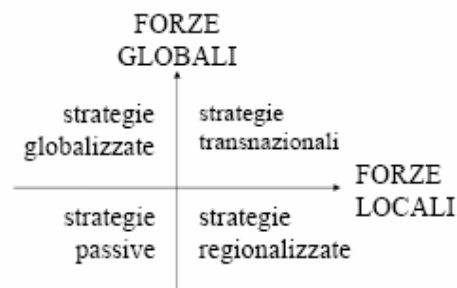 FORZE
GLOBALI
strategie
globalizzate
strategie
transnazionali
FORZE
LOCALI
strategie
passive
strategie
regionalizzate